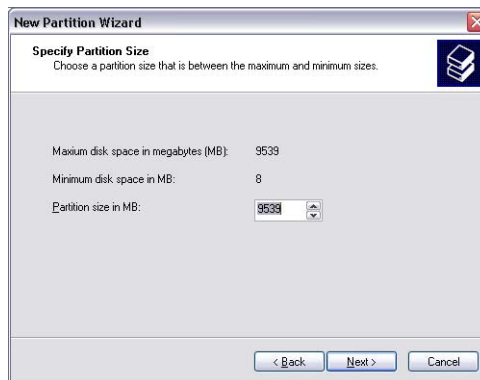 New Partition Wizard
Specify Partition Size
Choose a partition size that is between the maximum and minimum sizes.
Maxium disk space in megabytes (MB): 9539
Minimum disk space in MB: 8
Partition size in MB: 9539
< Back Next > Cancel